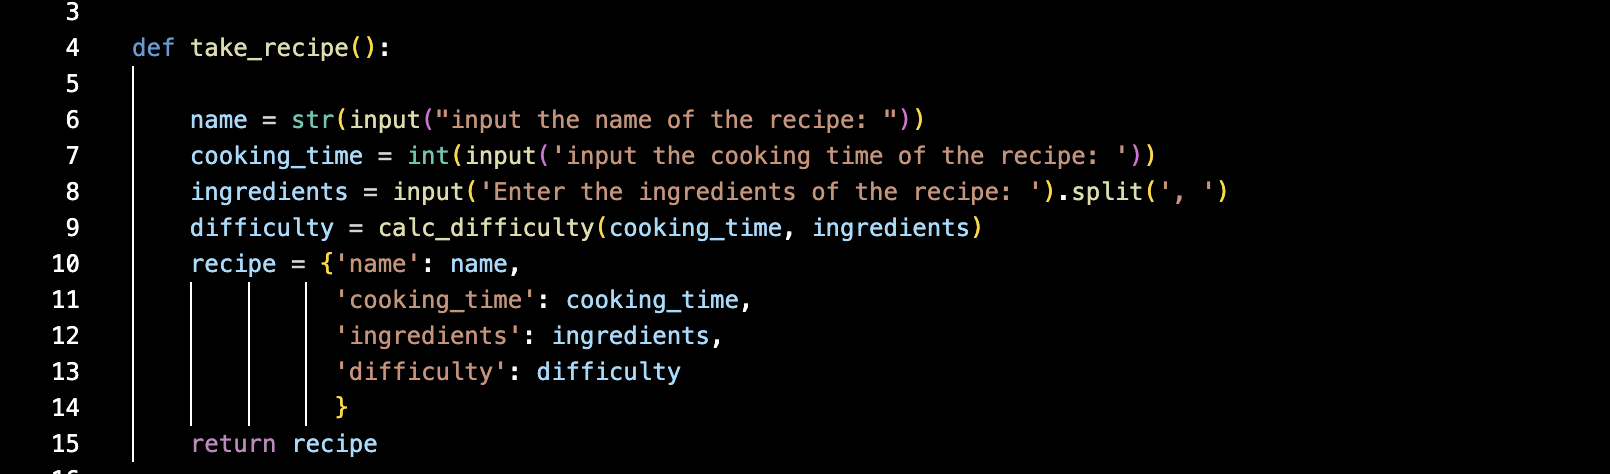 3
4 def take_recipe():
5
6 name = str(input("input the name of the recipe: "))
7 cooking_time = int(input('input the cooking time of the recipe: '))
8 ingredients = input('Enter the ingredients of the recipe: ').split(', ')
9 difficulty = calc_difficulty(cooking_time, ingredients)
10 recipe = {'name': name,
11 'cooking_time': cooking_time,
12 'ingredients': ingredients,
13 'difficulty': difficulty
14 }
15 return recipe